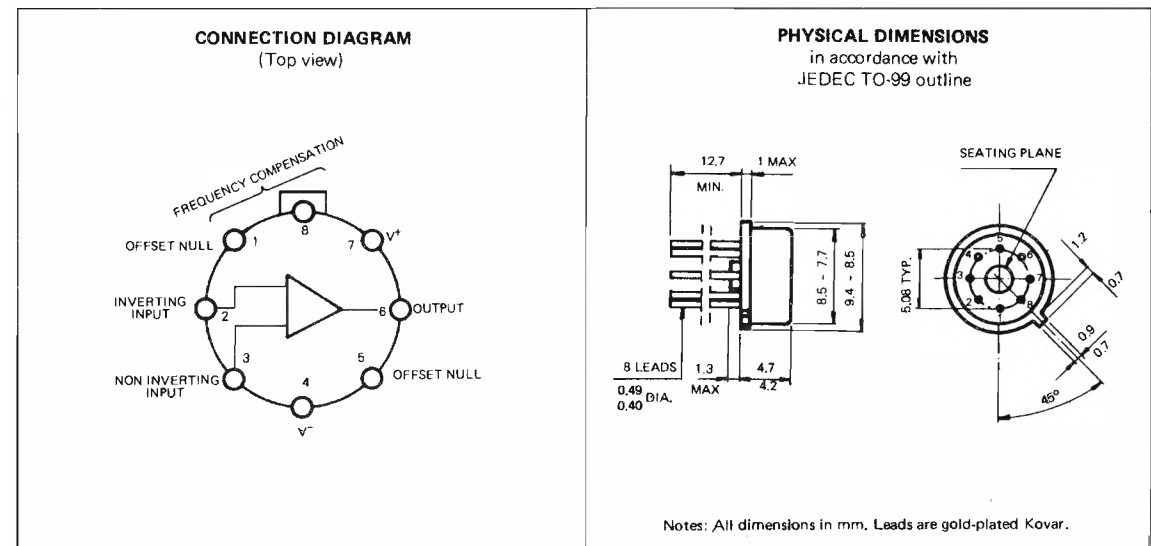 CONNECTION DIAGRAM
(Top view)
FREQUENCY COMPENSATION
8
OFFSET NULL
1
7
V+
INVERTING
INPUT
2
6
OUTPUT
3
5
NON INVERTING
INPUT
4
OFFSET NULL
V-
PHYSICAL DIMENSIONS
in accordance with
JEDEC TO-99 outline
12.7
MIN.
1 MAX
8.5 - 7.7
9.4 - 8.5
8 LEADS
0.49
0.40
DIA.
1.3
MAX
4.7
4.2
SEATING PLANE
5.08 TYP.
5
4
6
3
7
2
8
1.2
0.7
0.9
0.7
45°
Notes: All dimensions in mm. Leads are gold-plated Kovar.